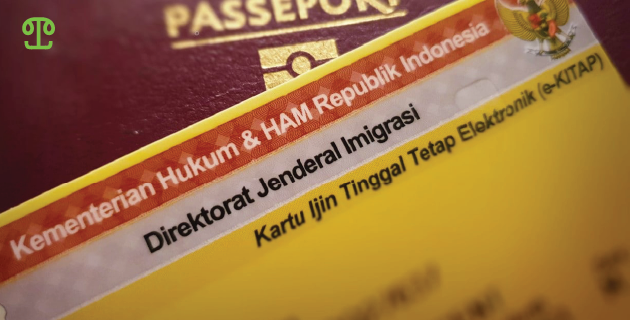 PASSEPORT
Kementerian Hukum & HAM Republik Indonesia
Direktorat Jenderal Imigrasi
Kartu Ijin Tinggal Tetap Elektronik (e-KITAP)